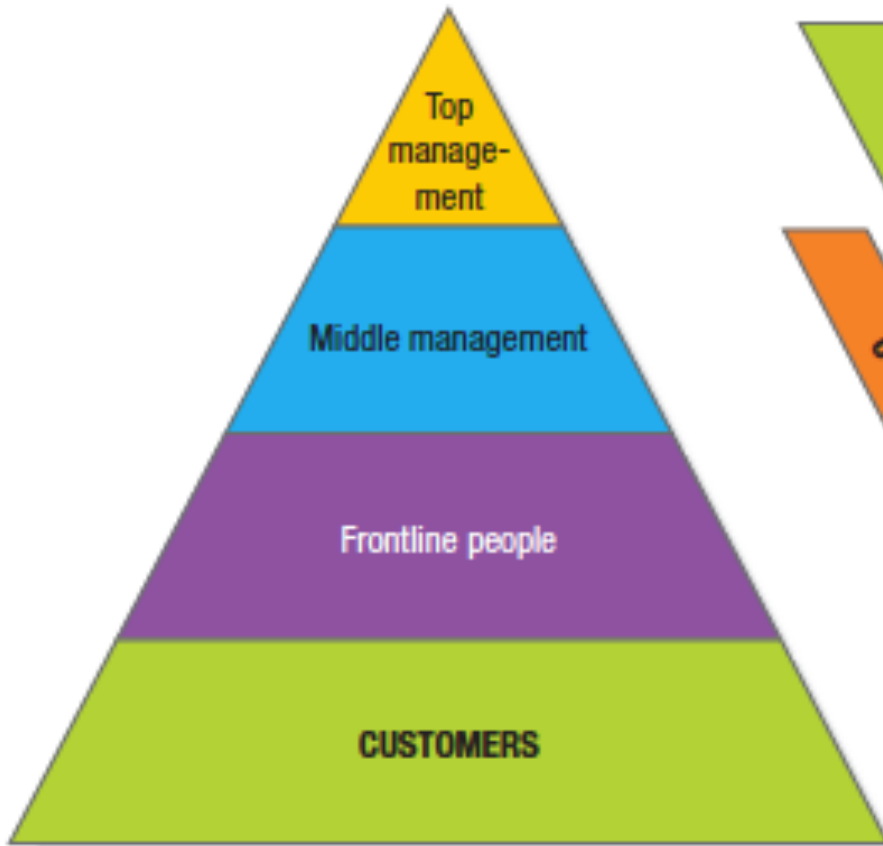 Top
manage-
ment
Middle management
Frontline people
CUSTOMERS